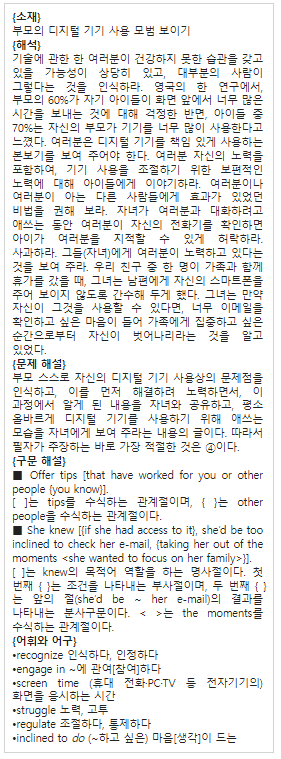 {소재}
부모의 디지털 기기 사용 모범 보이기
{해석}
기술에 관한 한 여러분이 건강하지 못한 습관을 갖고
있을 가능성이 상당히 있고, 대부분의 사람이
그렇다는 것을 인식하라. 영국의 한 연구에서,
부모의 60%가 자기 아이들이 화면 앞에서 너무 많은
시간을 보내는 것에 대해 걱정한 반면, 아이들 중
70%는 자신의 부모가 기기를 너무 많이 사용한다고
느꼈다. 여러분은 디지털 기기를 책임 있게 사용하는
본보기를 보여 주어야 한다. 여러분 자신의 노력을
포함하여, 기기 사용을 조절하기 위한 보편적인
노력에 대해 아이들에게 이야기하라. 여러분이나
여러분이 아는 다른 사람들에게 효과가 있었던
비법을 권해 보라. 자녀가 여러분과 대화하려고
애쓰는 동안 여러분이 자신의 전화기를 확인하면
아이가 여러분을 지적할 수 있게 허락하라.
사과하라. 그들(자녀)에게 여러분이 노력하고 있다는
것을 보여 주라. 우리 친구 중 한 명이 가족과 함께
휴가를 갔을 때, 그녀는 남편에게 자신의 스마트폰을
주어 보이지 않도록 간수해 두게 했다. 그녀는 만약
자신이 그것을 사용할 수 있다면, 너무 이메일을
확인하고 싶은 마음이 들어 가족에게 집중하고 싶은
순간으로부터 자신이 벗어나리라는 것을 알고
있었다.
{문제 해설}
부모 스스로 자신의 디지털 기기 사용상의 문제점을
인식하고, 이를 먼저 해결하려 노력하면서, 이
과정에서 알게 된 내용을 자녀와 공유하고, 평소
올바르게 디지털 기기를 사용하기 위해 애쓰는
모습을 자녀에게 보여 주라는 내용의 글이다. 따라서
필자가 주장하는 바로 가장 적절한 것은 ④이다.
{구문 해설}
■ Offer tips [that have worked for you or other
people {you know}].
[ ]는 tips를 수식하는 관계절이며, { }는 other
people을 수식하는 관계절이다.
■ She knew [{if she had access to it}, she'd be too
inclined to check her e-mail, {taking her out of the
moments <she wanted to focus on her family>}].
[ ]는 knew의 목적어 역할을 하는 명사절이다. 첫
번째 { }는 조건을 나타내는 부사절이며, 두 번째 { }
는 앞의 절(she'd be ~ her e-mail)의 결과를
나타내는 분사구문이다. < >는 the moments를
수식하는 관계절이다.
{어휘와 어구}
•recognize 인식하다, 인정하다
•engage in ~에 관여[참여]하다
•screen time (휴대 전화·PC·TV 등 전자기기의)
화면을 응시하는 시간
•struggle 노력, 고투
•regulate 조절하다, 통제하다
•inclined to do (~하고 싶은) 마음[생각]이 드는